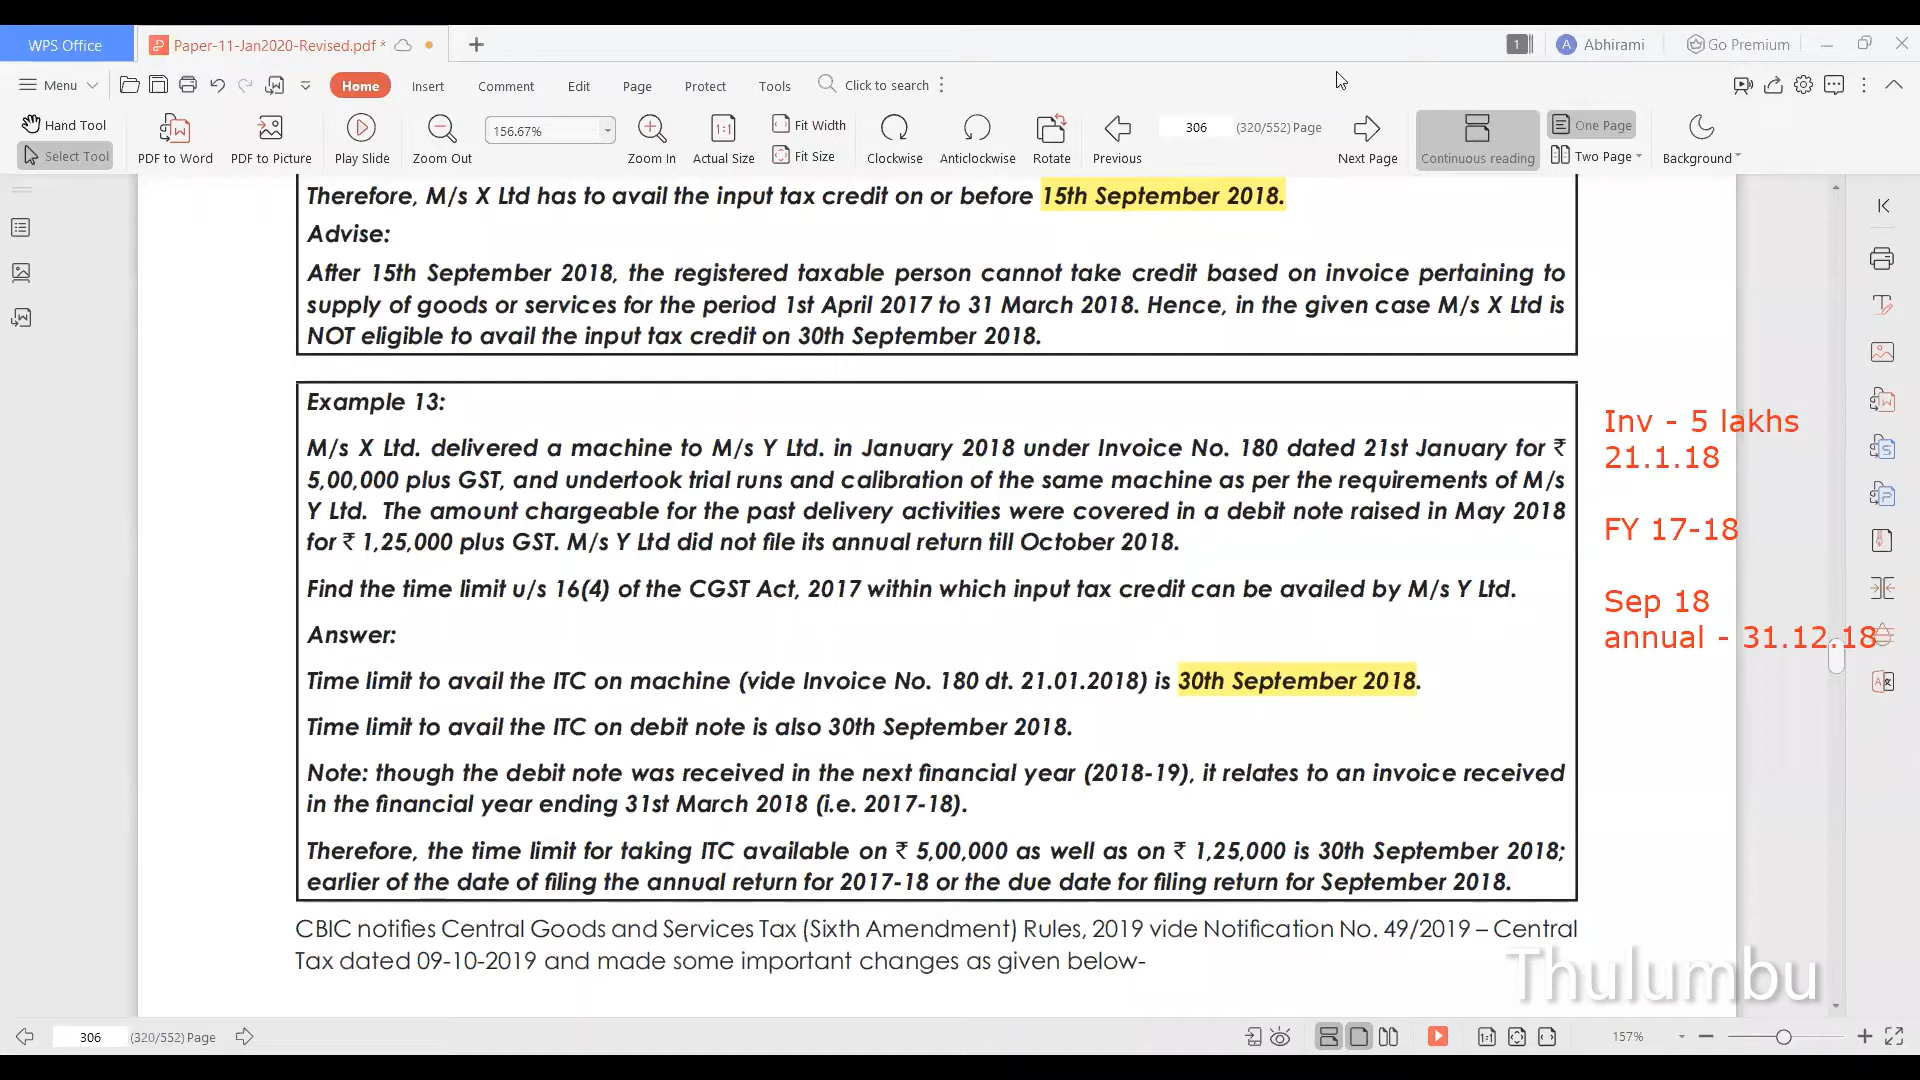 WPS Office
Paper-11-Jan2020-Revised.pdf *
1
A Abhirami
Go Premium
Menu
Home
Insert
Comment
Edit
Page
Protect
Tools
Click to search
Hand Tool
Select Tool
PDF to Word
PDF to Picture
Play Slide
Zoom Out
156.67%
Zoom In
1:1
Actual Size
Fit Width
Fit Size
Clockwise
Anticlockwise
Rotate
Previous
306
(320/552) Page
Next Page
Continuous reading
One Page
Two Page
Background
Therefore, M/s X Ltd has to avail the input tax credit on or before 15th September 2018.
Advise:
After 15th September 2018, the registered taxable person cannot take credit based on invoice pertaining to
supply of goods or services for the period 1st April 2017 to 31 March 2018. Hence, in the given case M/s X Ltd is
NOT eligible to avail the input tax credit on 30th September 2018.
Example 13:
M/s X Ltd. delivered a machine to M/s Y Ltd. in January 2018 under Invoice No. 180 dated 21st January for ₹
5,00,000 plus GST, and undertook trial runs and calibration of the same machine as per the requirements of M/s
Y Ltd. The amount chargeable for the past delivery activities were covered in a debit note raised in May 2018
for ₹ 1,25,000 plus GST. M/s Y Ltd did not file its annual return till October 2018.
Find the time limit u/s 16(4) of the CGST Act, 2017 within which input tax credit can be availed by M/s Y Ltd.
Answer:
Time limit to avail the ITC on machine (vide Invoice No. 180 dt. 21.01.2018) is 30th September 2018.
Time limit to avail the ITC on debit note is also 30th September 2018.
Note: though the debit note was received in the next financial year (2018-19), it relates to an invoice received
in the financial year ending 31st March 2018 (i.e. 2017-18).
Therefore, the time limit for taking ITC available on ₹ 5,00,000 as well as on ₹ 1,25,000 is 30th September 2018;
earlier of the date of filing the annual return for 2017-18 or the due date for filing return for September 2018.
CBIC notifies Central Goods and Services Tax (Sixth Amendment) Rules, 2019 vide Notification No. 49/2019 – Central
Tax dated 09-10-2019 and made some important changes as given below-
Inv - 5 lakhs
21.1.18
FY 17-18
Sep 18
annual - 31.12.18
Thulumbu
306
(320/552) Page
1:1
157%